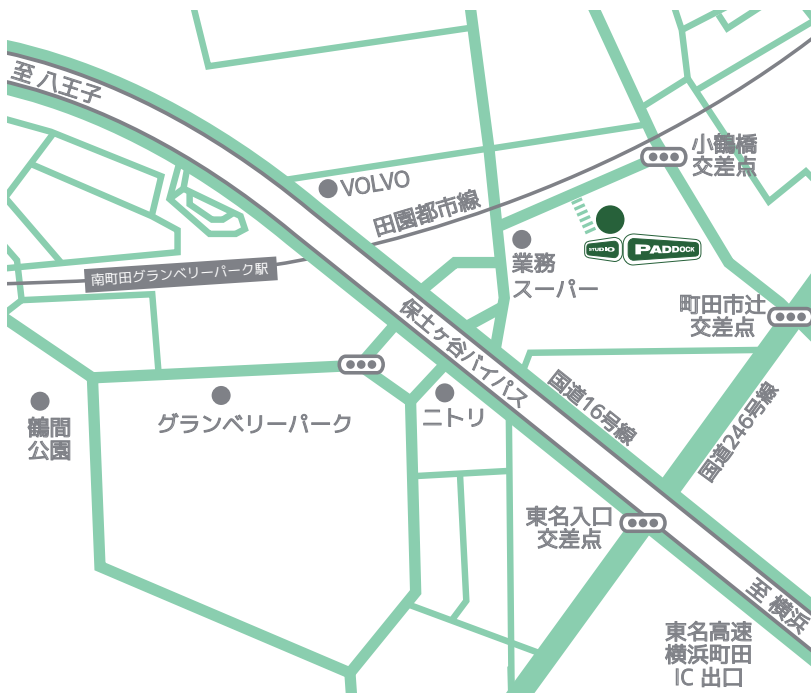 至 八王子
小鶴橋
交差点
VOLVO
田園都市線
業務
スーパー
STUDIO
PADDOCK
南町田グランベリーパーク駅
町田市辻
交差点
保土ヶ谷バイパス
国道16号線
国道246号線
鶴間
公園
グランベリーパーク
ニトリ
東名入口
交差点
至 横浜
東名高速
横浜町田
IC 出口